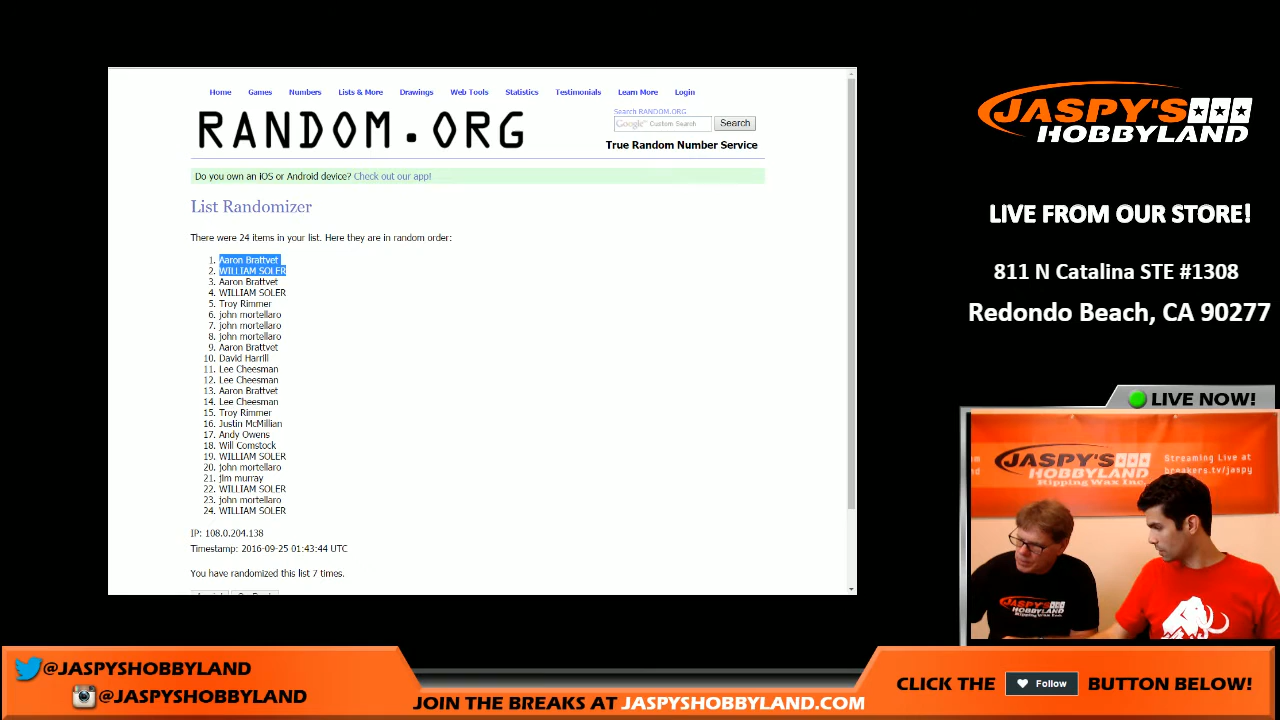 Home Games Numbers Lists & More Drawings Web Tools Statistics Testimonials Learn More Login
RANDOM.ORG
Search RANDOM.ORG
Google Custom Search Search
True Random Number Service
Do you own an iOS or Android device? Check out our app!
List Randomizer
There were 24 items in your list. Here they are in random order:
1. Aaron Brattvet
2. WILLIAM SOLER
3. Aaron Brattvet
4. WILLIAM SOLER
5. Troy Rimmer
6. john mortellaro
7. john mortellaro
8. john mortellaro
9. Aaron Brattvet
10. David Harrill
11. Lee Cheesman
12. Lee Cheesman
13. Aaron Brattvet
14. Lee Cheesman
15. Troy Rimmer
16. Justin McMillian
17. Andy Owens
18. Will Comstock
19. WILLIAM SOLER
20. john mortellaro
21. jim murray
22. WILLIAM SOLER
23. john mortellaro
24. WILLIAM SOLER
IP: 108.0.204.138
Timestamp: 2016-09-25 01:43:44 UTC
You have randomized this list 7 times.
JASPY'S
HOBBYLAND
LIVE FROM OUR STORE!
811 N Catalina STE #1308
Redondo Beach, CA 90277
LIVE NOW!
JASPY'S
HOBBYLAND
Ripping Wax Inc.
Streaming Live at
breakers.tv/jaspy
JASPY'S
HOBBYLAND
@JASPYSHOBBYLAND
@JASPYSHOBBYLAND
JOIN THE BREAKS AT JASPYSHOBBYLAND.COM
CLICK THE Follow BUTTON BELOW!